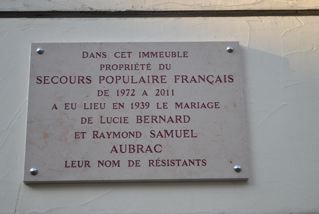 DANS CET IMMEUBLE
PROPRIÉTÉ DU
SECOURS POPULAIRE FRANÇAIS
DE 1972 A 2011
A EU LIEU EN 1939 LE MARIAGE
DE LUCIE BERNARD
ET RAYMOND SAMUEL
AUBRAC
LEUR NOM DE RÉSISTANTS